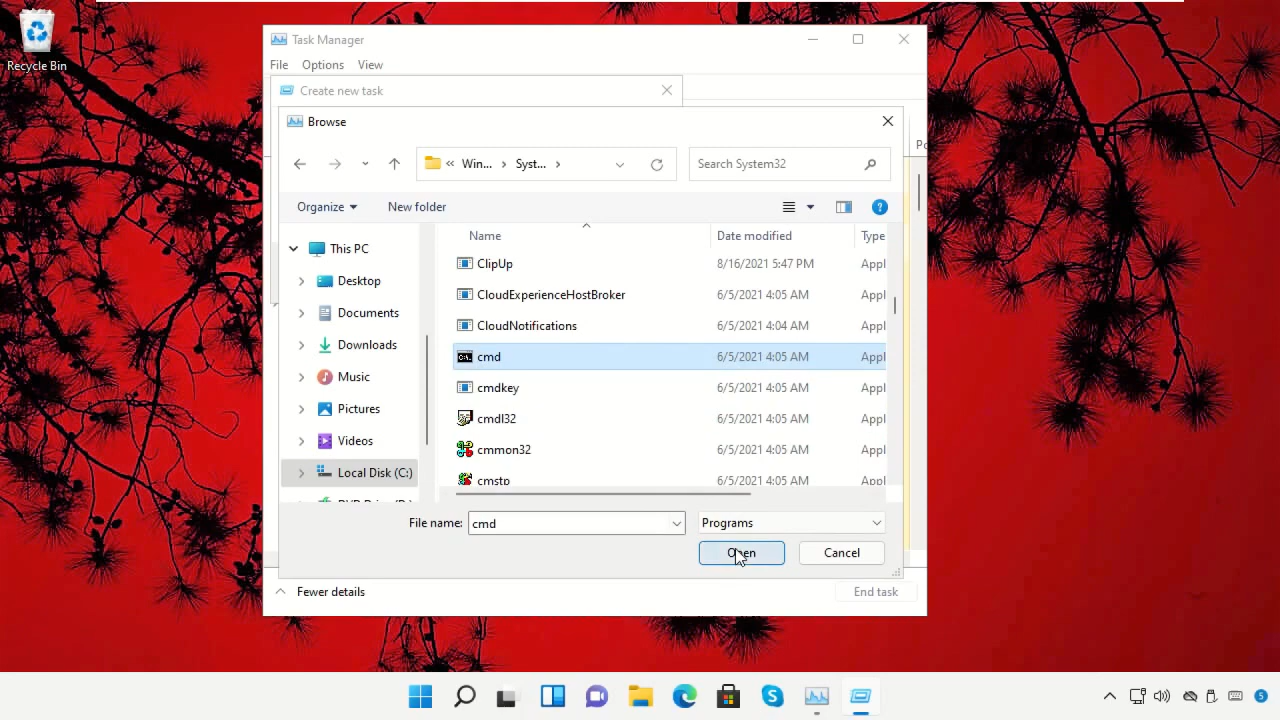 Recycle Bin
Task Manager
File Options View
Create new task
Browse
« Win... › Syst... ›
Search System32
Organize New folder
Name Date modified Type
This PC
Desktop
Documents
Downloads
Music
Pictures
Videos
Local Disk (C:)
ClipUp 8/16/2021 5:47 PM Appl
CloudExperienceHostBroker 6/5/2021 4:05 AM Appl
CloudNotifications 6/5/2021 4:04 AM Appl
cmd 6/5/2021 4:05 AM Appl
cmdkey 6/5/2021 4:05 AM Appl
cmdl32 6/5/2021 4:05 AM Appl
cmmon32 6/5/2021 4:05 AM Appl
cmstp 6/5/2021 4:05 AM Appl
File name: cmd Programs
Open Cancel
Fewer details End task
5